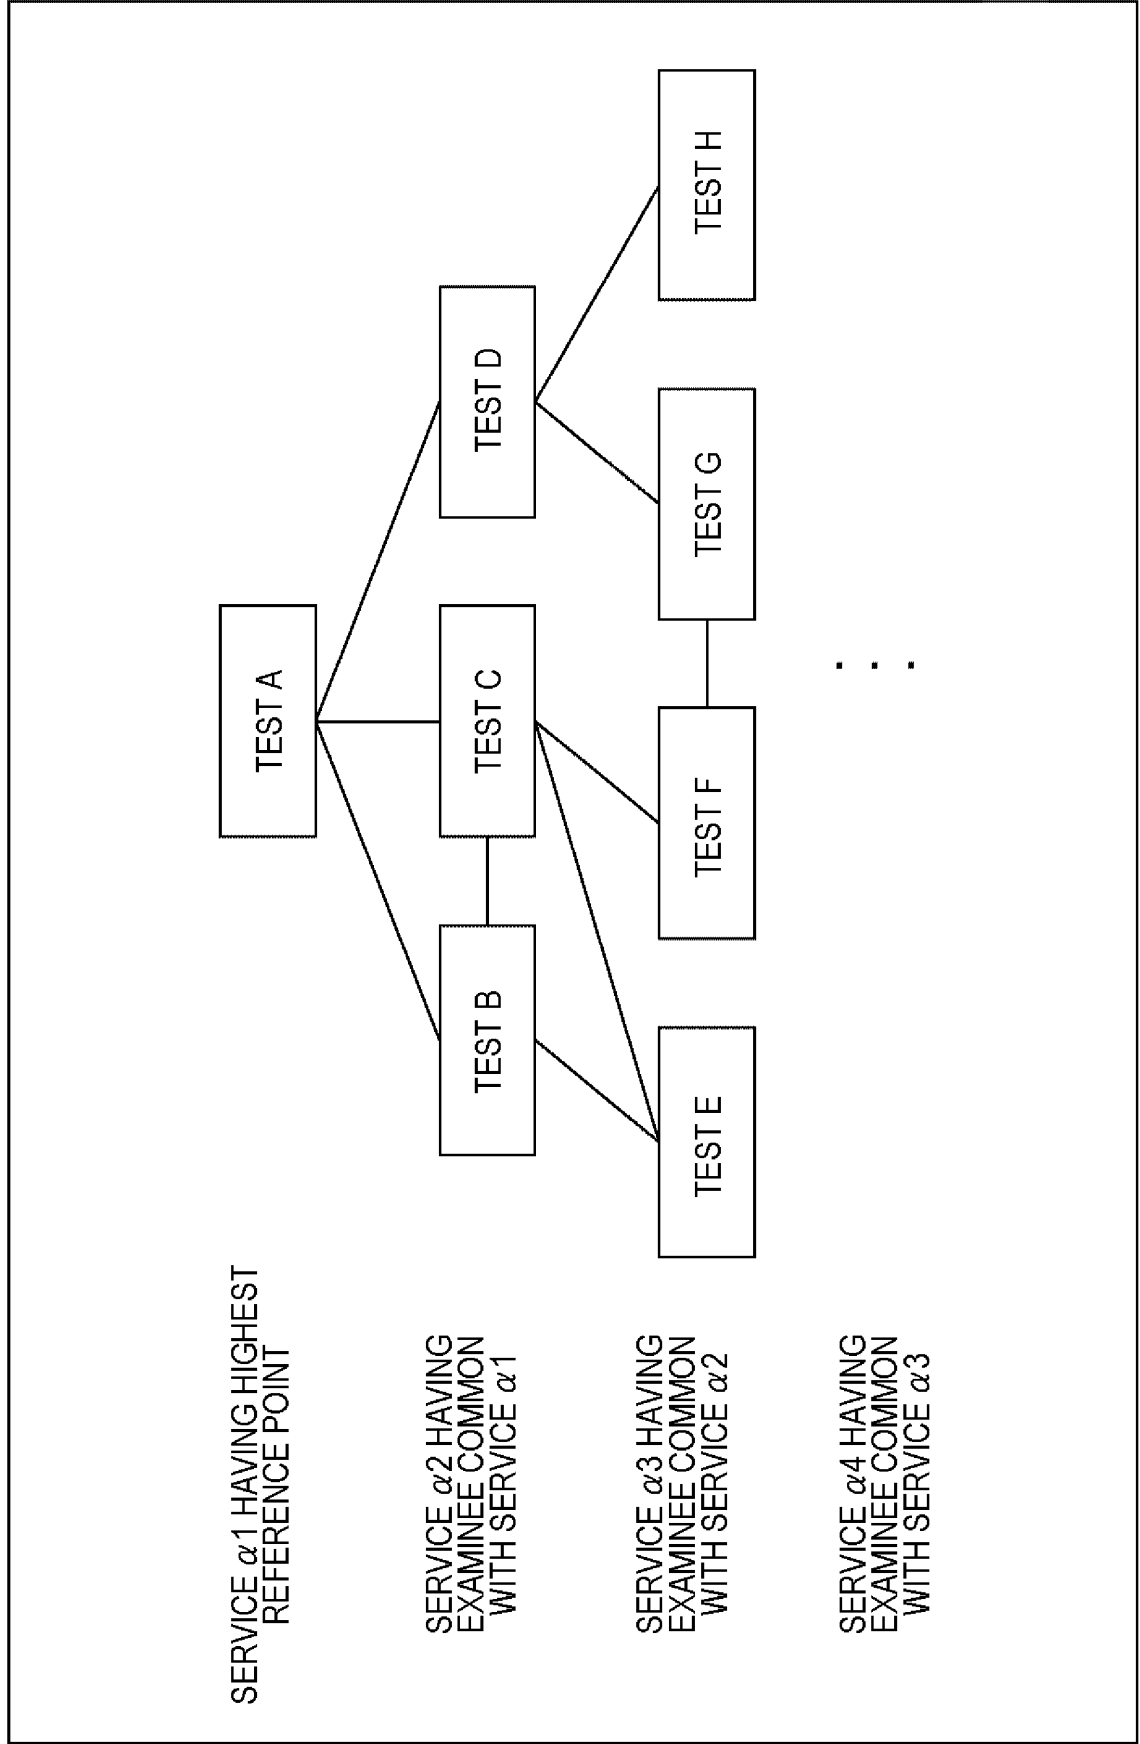 SERVICE α1 HAVING HIGHEST
REFERENCE POINT
TEST A
SERVICE α2 HAVING
EXAMINEE COMMON
WITH SERVICE α1
TEST B
TEST C
TEST D
SERVICE α3 HAVING
EXAMINEE COMMON
WITH SERVICE α2
TEST E
TEST F
TEST G
TEST H
SERVICE α4 HAVING
EXAMINEE COMMON
WITH SERVICE α3
. . .